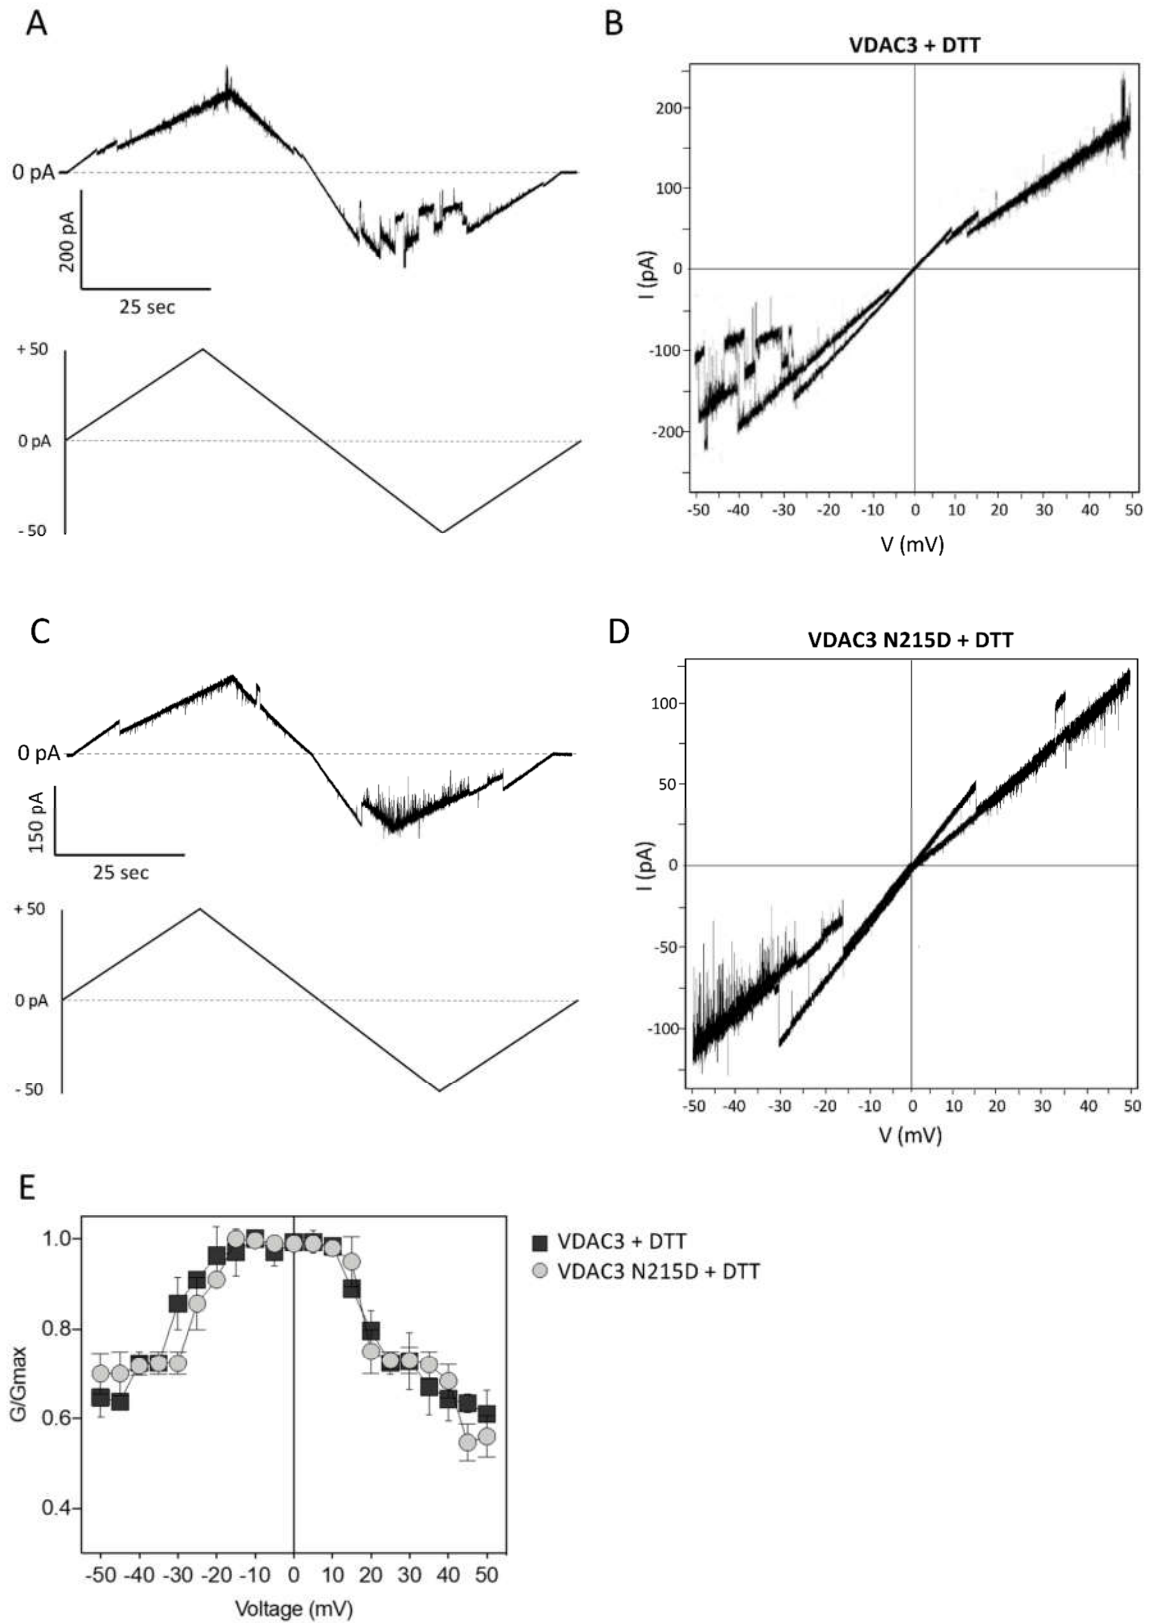 A
0 pA
200 pA
25 sec
+ 50
0 pA
- 50
B
VDAC3 + DTT
200
100
0
-100
-200
I (pA)
-50 -40 -30 -20 -10 0 10 20 30 40 50
V (mV)
C
0 pA
150 pA
25 sec
+ 50
0 pA
- 50
D
VDAC3 N215D + DTT
100
50
0
-50
-100
I (pA)
-50 -40 -30 -20 -10 0 10 20 30 40 50
V (mV)
E
1.0
0.8
0.6
0.4
G/Gmax
-50 -40 -30 -20 -10 0 10 20 30 40 50
Voltage (mV)
VDAC3 + DTT
VDAC3 N215D + DTT